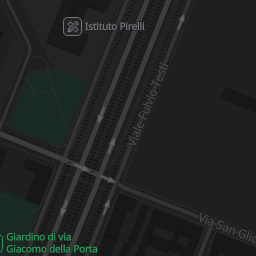 Istituto Pirelli
Viale Fulvio Testi
Via San Gli
Giardino di via
Giacomo della Porta